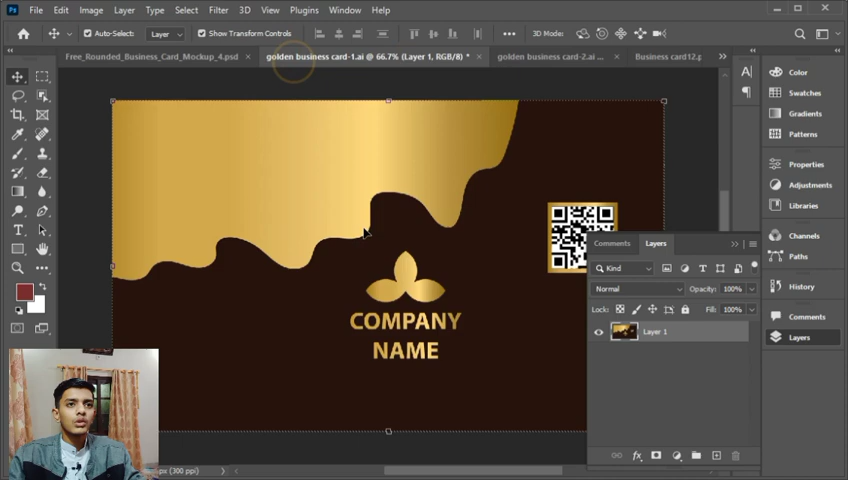 Ps File Edit Image Layer Type Select Filter 3D View Plugins Window Help
Auto-Select: Layer Show Transform Controls 3D Mode:
Free_Rounded_Business_Card_Mockup_4.psd × golden business card-1.ai @ 66.7% (Layer 1, RGB/8) * × golden business card-2.ai ... × Business card12.p
Color
Swatches
Gradients
Patterns
Properties
Adjustments
Libraries
Channels
Paths
History
Comments
Layers
Comments Layers
Kind
Normal Opacity: 100%
Lock: Fill: 100%
Layer 1
COMPANY
NAME
px (300 ppi)